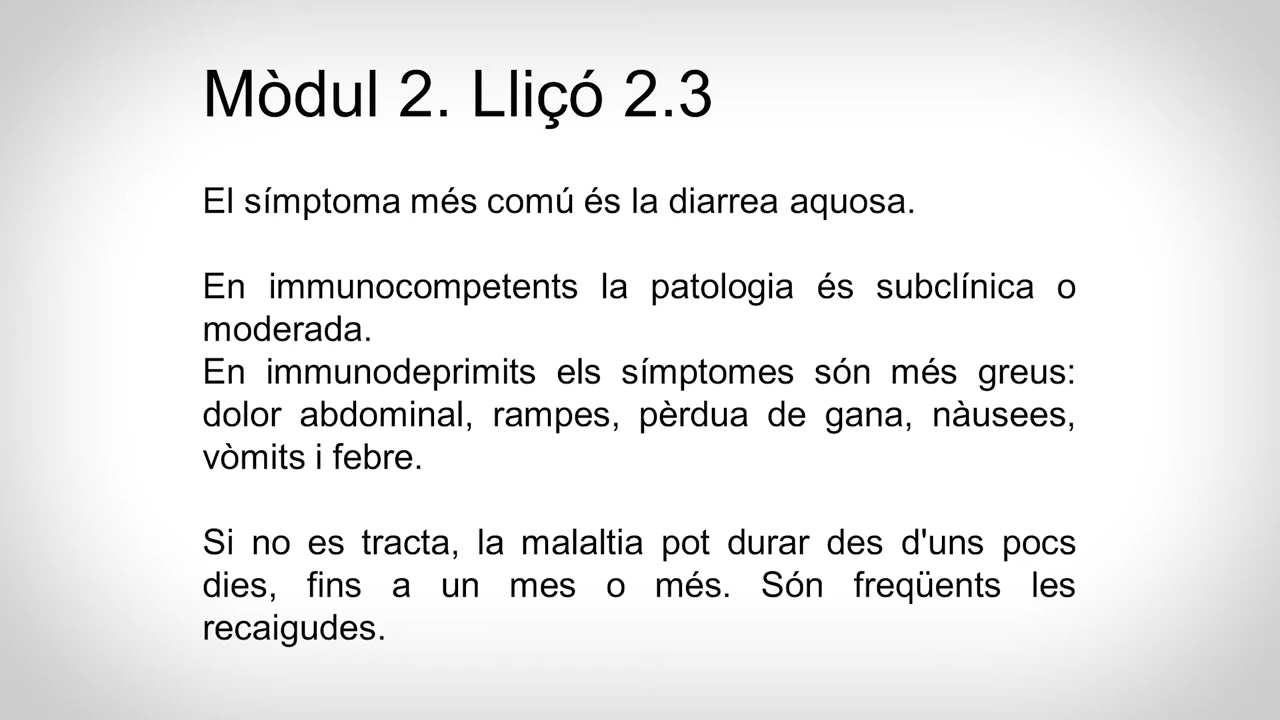 Mòdul 2. Lliçó 2.3
El símptoma més comú és la diarrea aquosa.
En immunocompetents la patologia és subclínica o
moderada.
En immunodeprimits els símptomes són més greus:
dolor abdominal, rampes, pèrdua de gana, nàusees,
vòmits i febre.
Si no es tracta, la malaltia pot durar des d'uns pocs
dies, fins a un mes o més. Són freqüents les
recaigudes.